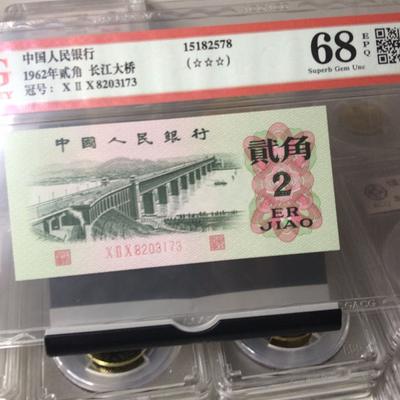 中国人民银行
1962年贰角 长江大桥
冠号: X II X8203173
15182578
(☆☆☆)
68 EPQ
Superb Gem Unc
中國人民銀行
貳角
2
ER
JIAO
X II X 8203173
GACG